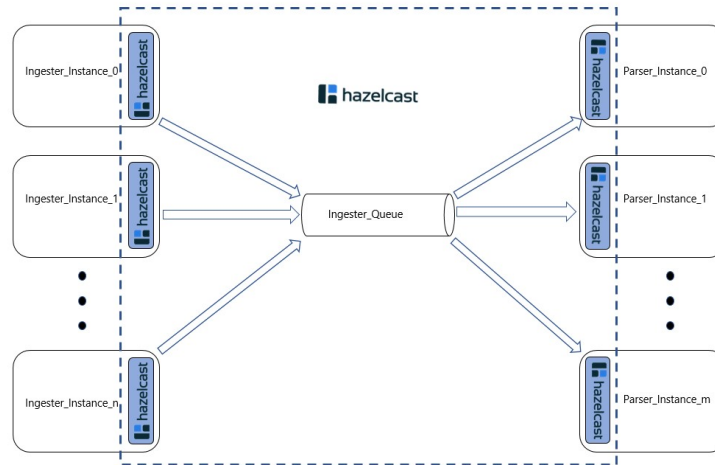 Ingester_Instance_0
hazelcast
hazelcast
hazelcast
Parser_Instance_0
Ingester_Instance_1
hazelcast
Ingester_Queue
hazelcast
Parser_Instance_1
Ingester_Instance_n
hazelcast
hazelcast
Parser_Instance_m